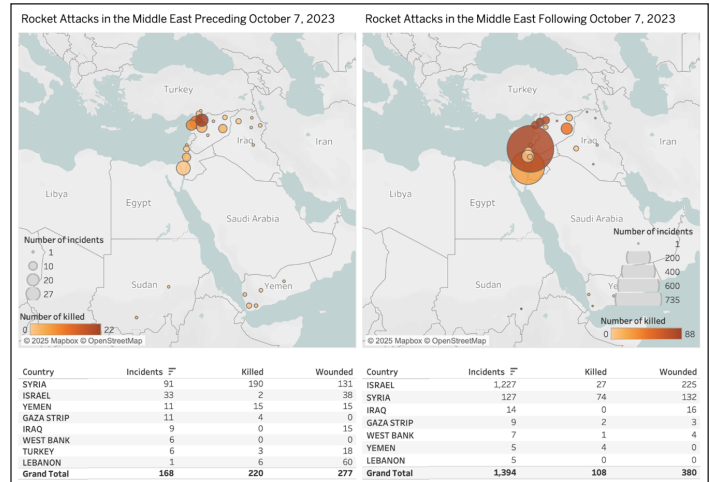 Rocket Attacks in the Middle East Preceding October 7, 2023
Turkey
Iraq
Iran
Libya
Egypt
Saudi Arabia
Sudan
Yemen
Number of incidents
1
10
20
27
Number of killed
0 22
© 2025 Mapbox © OpenStreetMap
Country Incidents Killed Wounded
SYRIA 91 190 131
ISRAEL 33 2 38
YEMEN 11 15 15
GAZA STRIP 11 4 0
IRAQ 9 0 15
WEST BANK 6 0 0
TURKEY 6 3 18
LEBANON 1 6 60
Grand Total 168 220 277
Rocket Attacks in the Middle East Following October 7, 2023
Turkey
Iraq
Iran
Libya
Egypt
Saudi Arabia
Sudan
Ye
Number of incidents
1
200
400
600
735
Number of killed
0 88
© 2025 Mapbox © OpenStreetMap
Country Incidents Killed Wounded
ISRAEL 1,227 27 225
SYRIA 127 74 132
IRAQ 14 0 16
GAZA STRIP 9 2 3
WEST BANK 7 1 4
YEMEN 5 4 0
LEBANON 5 0 0
Grand Total 1,394 108 380